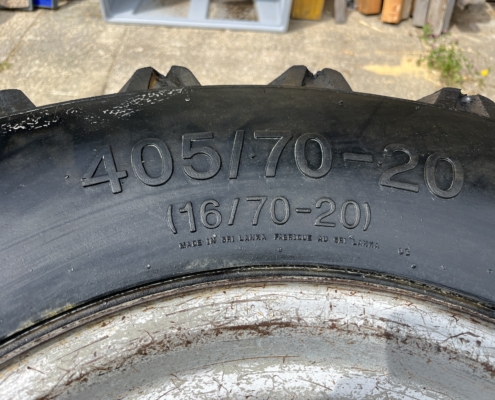 405/70-20
(16/70-20)
MADE IN SRI LANKA FABRIQUE AU SRI LANKA